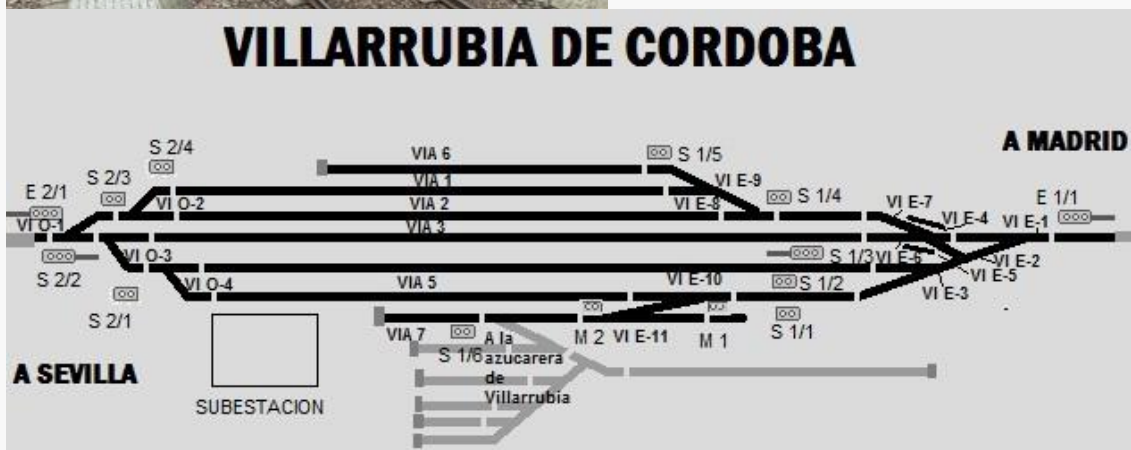 VILLARRUBIA DE CORDOBA
A MADRID
S 2/4
S 2/3
E 2/1
VI O-1
VI O-2
VIA 6
VIA 1
VIA 2
VIA 3
S 1/5
VI E-9
VI E-8
S 1/4
VI E-7
VI E-4
VI E-1
E 1/1
S 2/2
VI O-3
S 1/3
VI E-6
VI E-2
VI E-5
VI E-3
VI O-4
VIA 5
VI E-10
S 1/2
S 2/1
VIA 7
S 1/6
A la
azucarera
de
Villarrubia
M 2
VI E-11
M 1
S 1/1
A SEVILLA
SUBESTACION